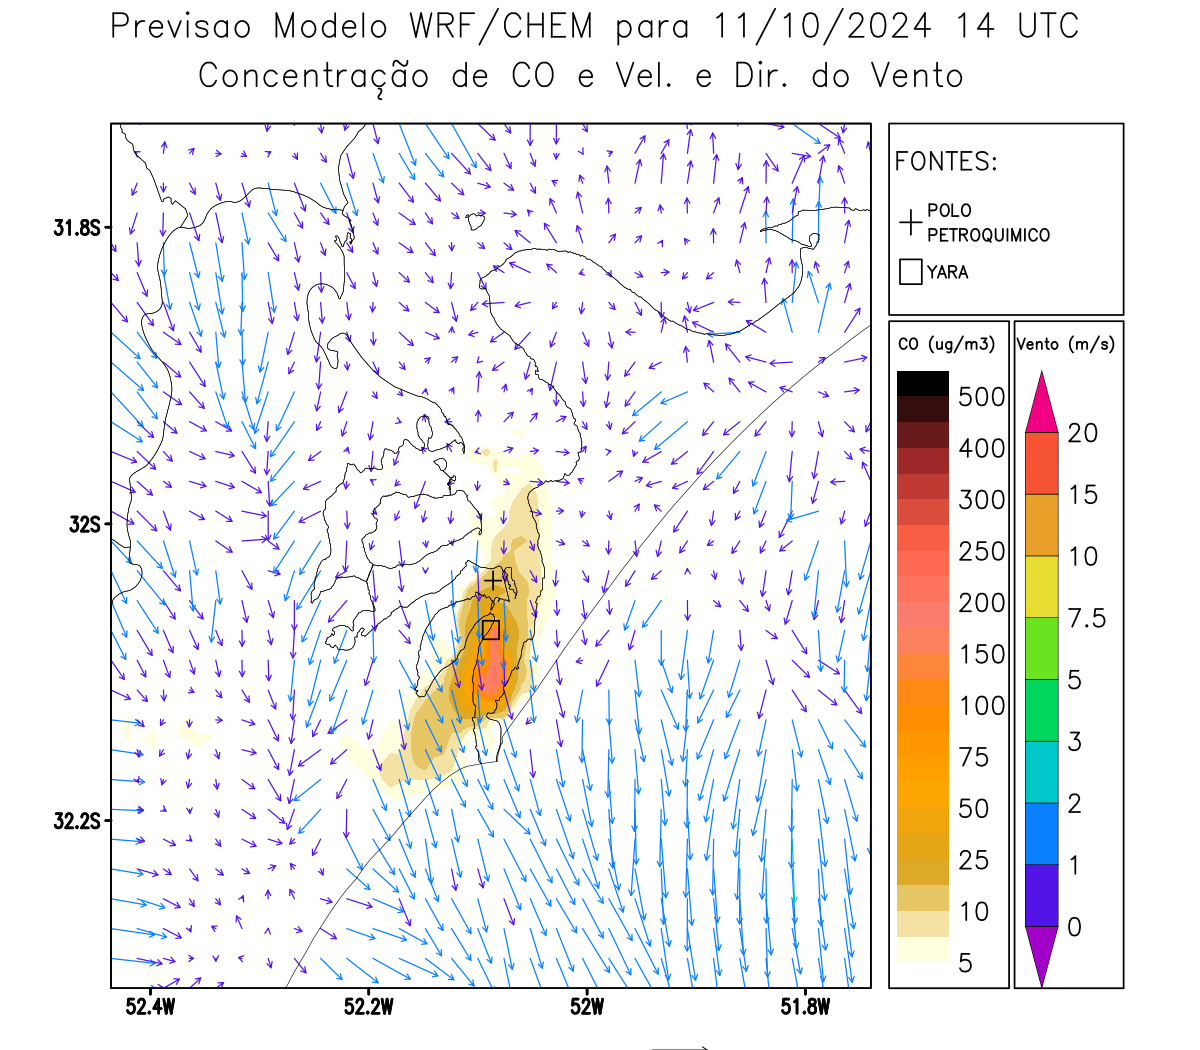 Previsao Modelo WRF/CHEM para 11/10/2024 14 UTC
Concentração de CO e Vel. e Dir. do Vento
FONTES:
POLO
PETROQUIMICO
YARA
CO (ug/m3)
500
400
300
250
200
150
100
75
50
25
10
5
Vento (m/s)
20
15
10
7.5
5
3
2
1
0
31.8S
32S
32.2S
52.4W
52.2W
52W
51.8W